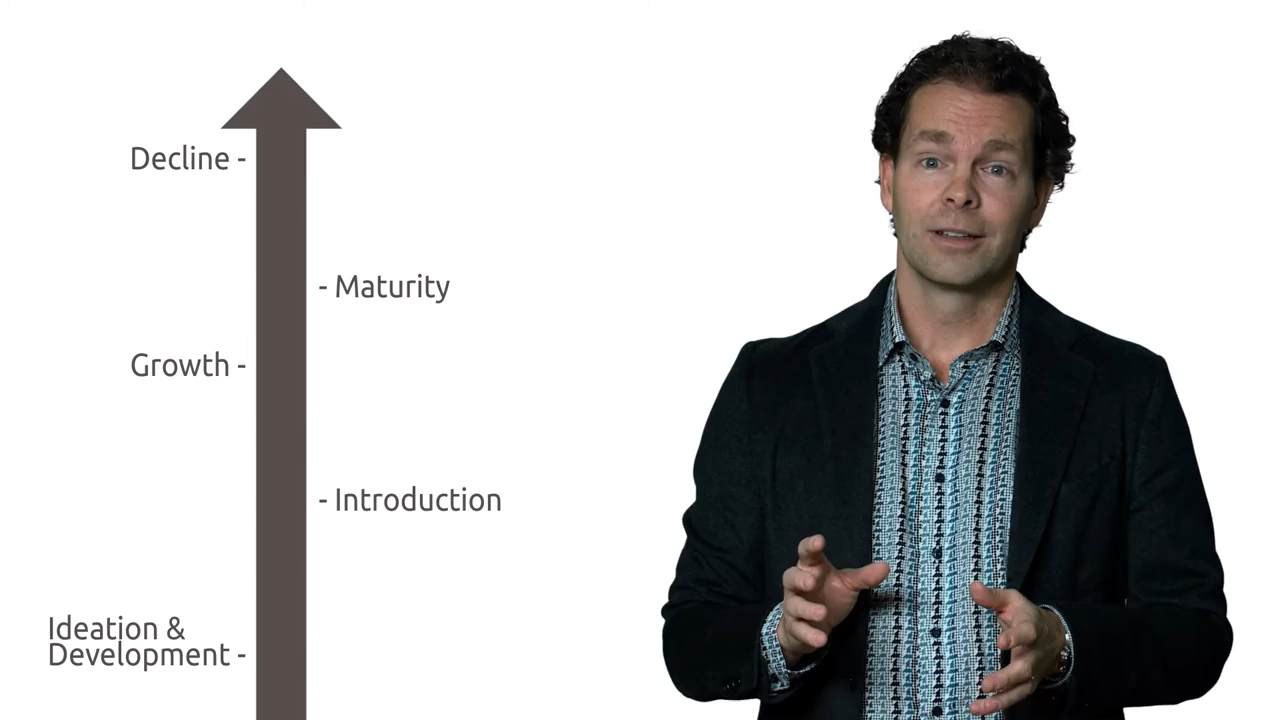 Decline -
- Maturity
Growth -
- Introduction
Ideation &
Development -